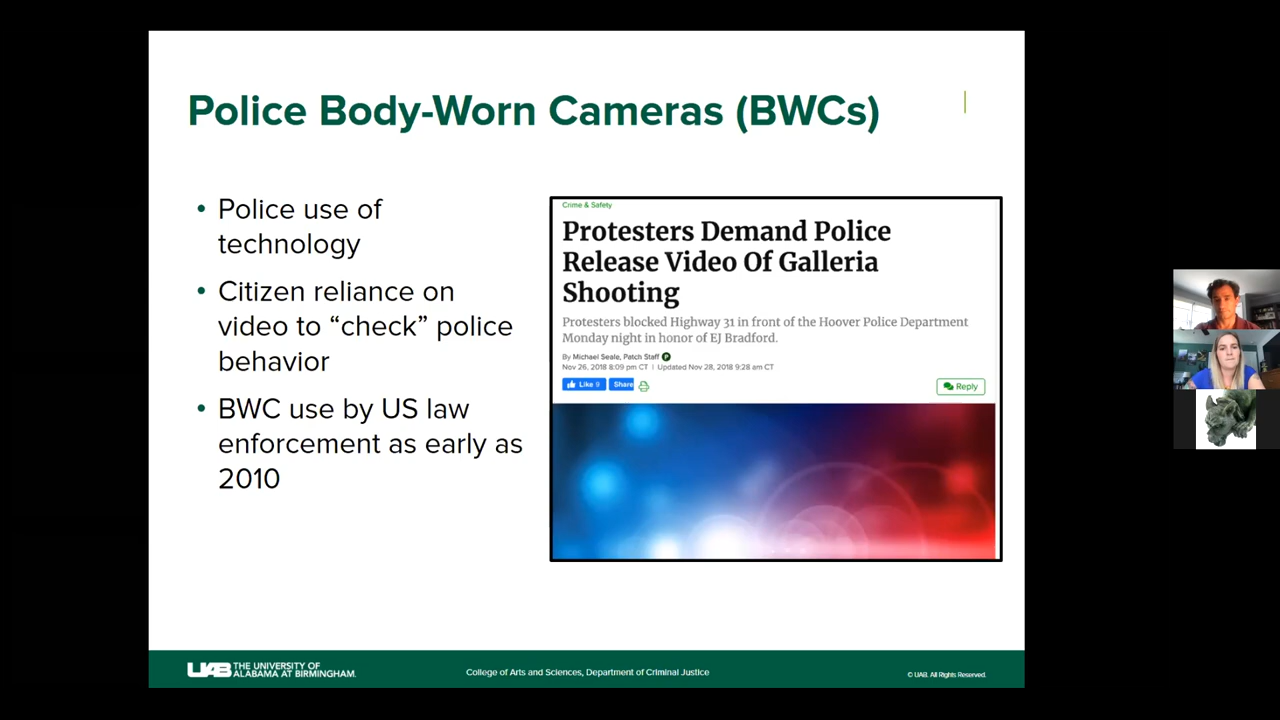 Police Body-Worn Cameras (BWCs)
• Police use of
technology
• Citizen reliance on
video to “check” police
behavior
• BWC use by US law
enforcement as early as
2010
Crime & Safety
Protesters Demand Police
Release Video Of Galleria
Shooting
Protesters blocked Highway 31 in front of the Hoover Police Department
Monday night in honor of EJ Bradford.
By Michael Seale, Patch Staff P
Nov 26, 2018 8:09 pm CT | Updated Nov 28, 2018 9:28 am CT
Like 9 Share
Reply
UAB THE UNIVERSITY OF
ALABAMA AT BIRMINGHAM.
College of Arts and Sciences, Department of Criminal Justice
© UAB. All Rights Reserved.